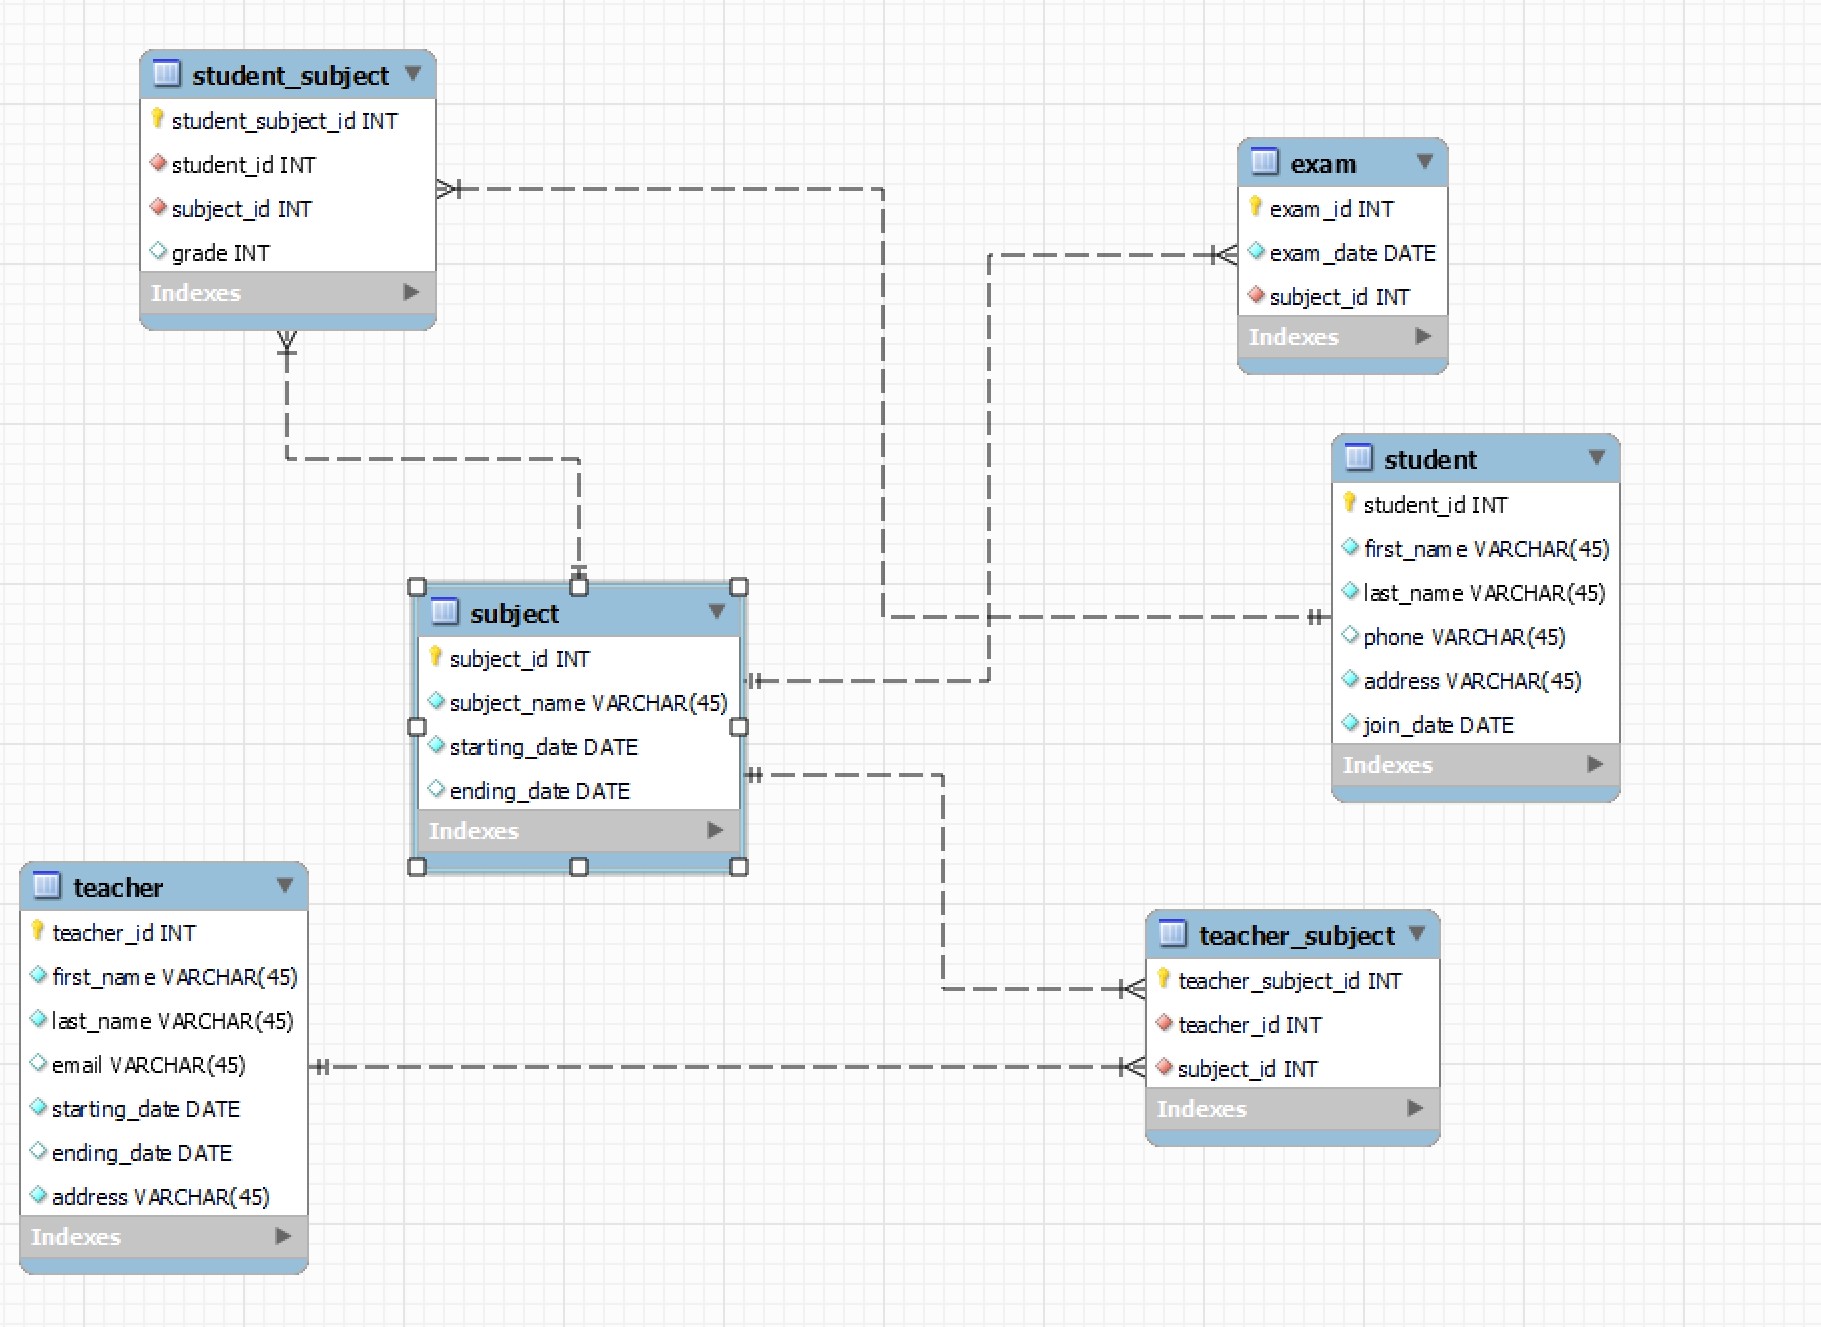 student_subject
student_subject_id INT
student_id INT
subject_id INT
grade INT
Indexes
exam
exam_id INT
exam_date DATE
subject_id INT
Indexes
student
student_id INT
first_name VARCHAR(45)
last_name VARCHAR(45)
phone VARCHAR(45)
address VARCHAR(45)
join_date DATE
Indexes
subject
subject_id INT
subject_name VARCHAR(45)
starting_date DATE
ending_date DATE
Indexes
teacher
teacher_id INT
first_name VARCHAR(45)
last_name VARCHAR(45)
email VARCHAR(45)
starting_date DATE
ending_date DATE
address VARCHAR(45)
Indexes
teacher_subject
teacher_subject_id INT
teacher_id INT
subject_id INT
Indexes